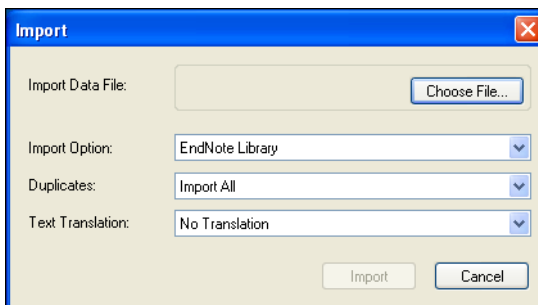 Import
Import Data File:
Choose File...
Import Option:
EndNote Library
Duplicates:
Import All
Text Translation:
No Translation
Import
Cancel